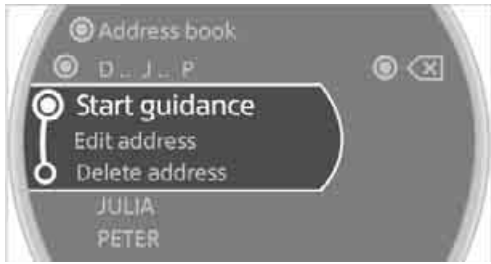 Address book
D .. J .. P
Start guidance
Edit address
Delete address
JULIA
PETER